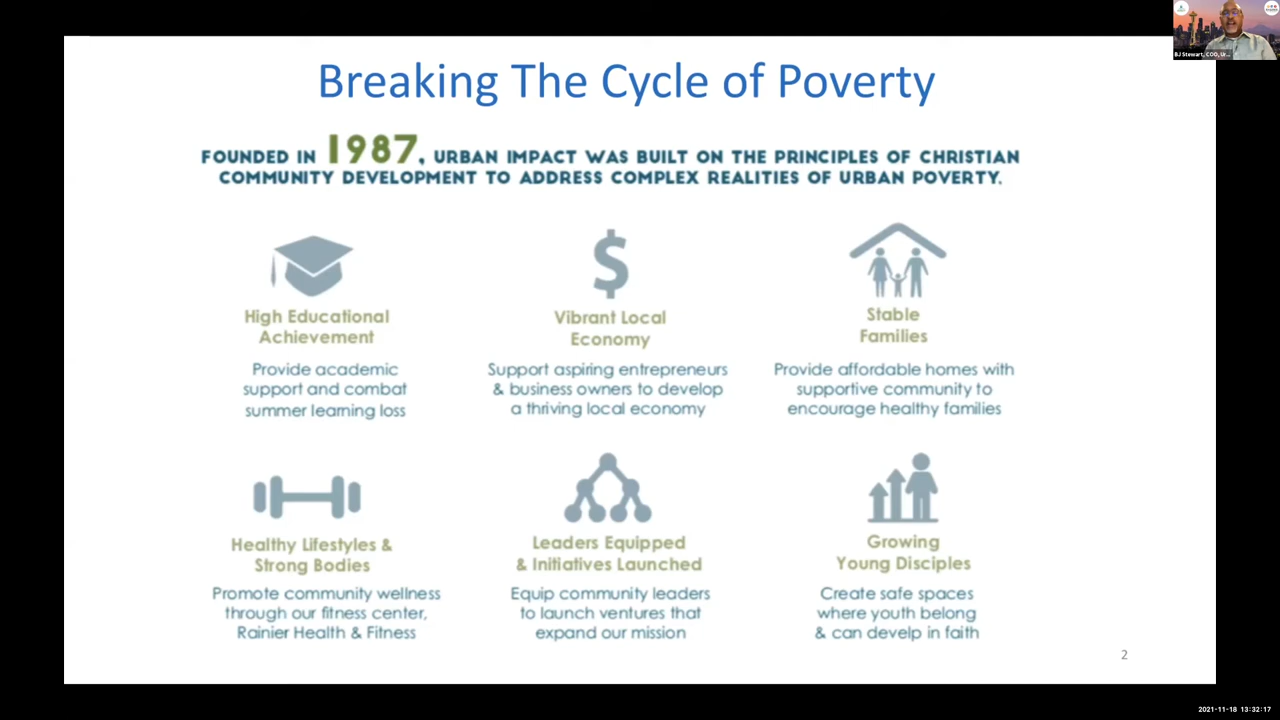 BJ Stewart, COO, Ur...
Breaking The Cycle of Poverty
FOUNDED IN 1987, URBAN IMPACT WAS BUILT ON THE PRINCIPLES OF CHRISTIAN
COMMUNITY DEVELOPMENT TO ADDRESS COMPLEX REALITIES OF URBAN POVERTY.
High Educational
Achievement
Provide academic
support and combat
summer learning loss
Vibrant Local
Economy
Support aspiring entrepreneurs
& business owners to develop
a thriving local economy
Stable
Families
Provide affordable homes with
supportive community to
encourage healthy families
Healthy Lifestyles &
Strong Bodies
Promote community wellness
through our fitness center,
Rainier Health & Fitness
Leaders Equipped
& Initiatives Launched
Equip community leaders
to launch ventures that
expand our mission
Growing
Young Disciples
Create safe spaces
where youth belong
& can develp in faith
2
2021-11-18 13:32:17